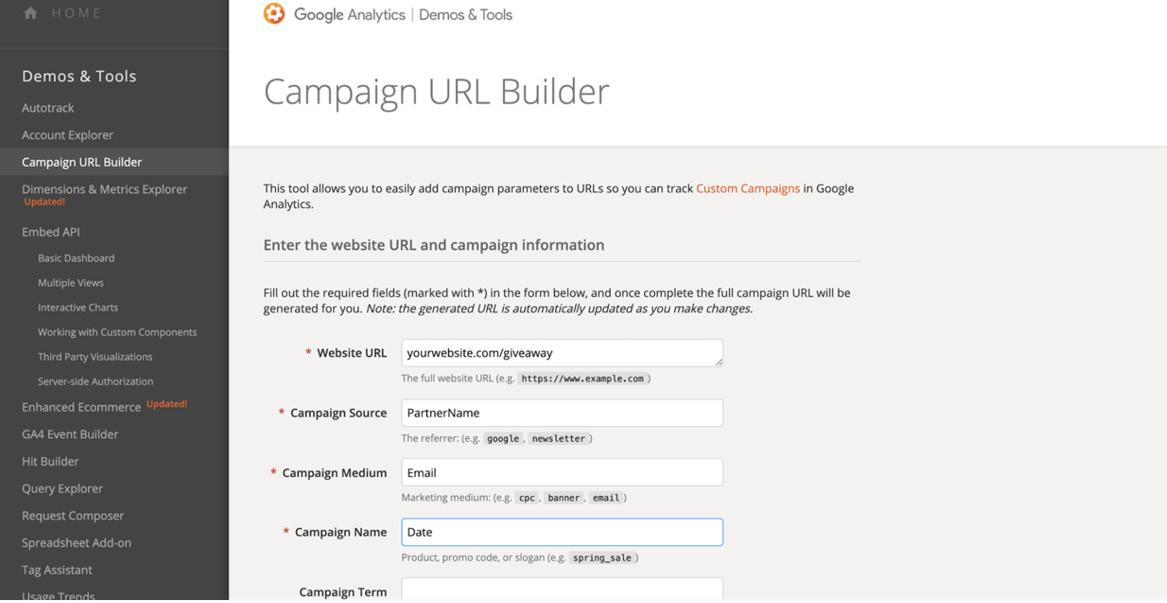 HOME
Demos & Tools
Autotrack
Account Explorer
Campaign URL Builder
Dimensions & Metrics Explorer
Updated!
Embed API
Basic Dashboard
Multiple Views
Interactive Charts
Working with Custom Components
Third Party Visualizations
Server-side Authorization
Enhanced Ecommerce Updated!
GA4 Event Builder
Hit Builder
Query Explorer
Request Composer
Spreadsheet Add-on
Tag Assistant
Usage Trends
Google Analytics | Demos & Tools
Campaign URL Builder
This tool allows you to easily add campaign parameters to URLs so you can track Custom Campaigns in Google
Analytics.
Enter the website URL and campaign information
Fill out the required fields (marked with *) in the form below, and once complete the full campaign URL will be
generated for you. Note: the generated URL is automatically updated as you make changes.
* Website URL yourwebsite.com/giveaway
The full website URL (e.g. https://www.example.com )
* Campaign Source PartnerName
The referrer: (e.g. google , newsletter )
* Campaign Medium Email
Marketing medium: (e.g. cpc , banner , email )
* Campaign Name Date
Product, promo code, or slogan (e.g. spring_sale )
Campaign Term